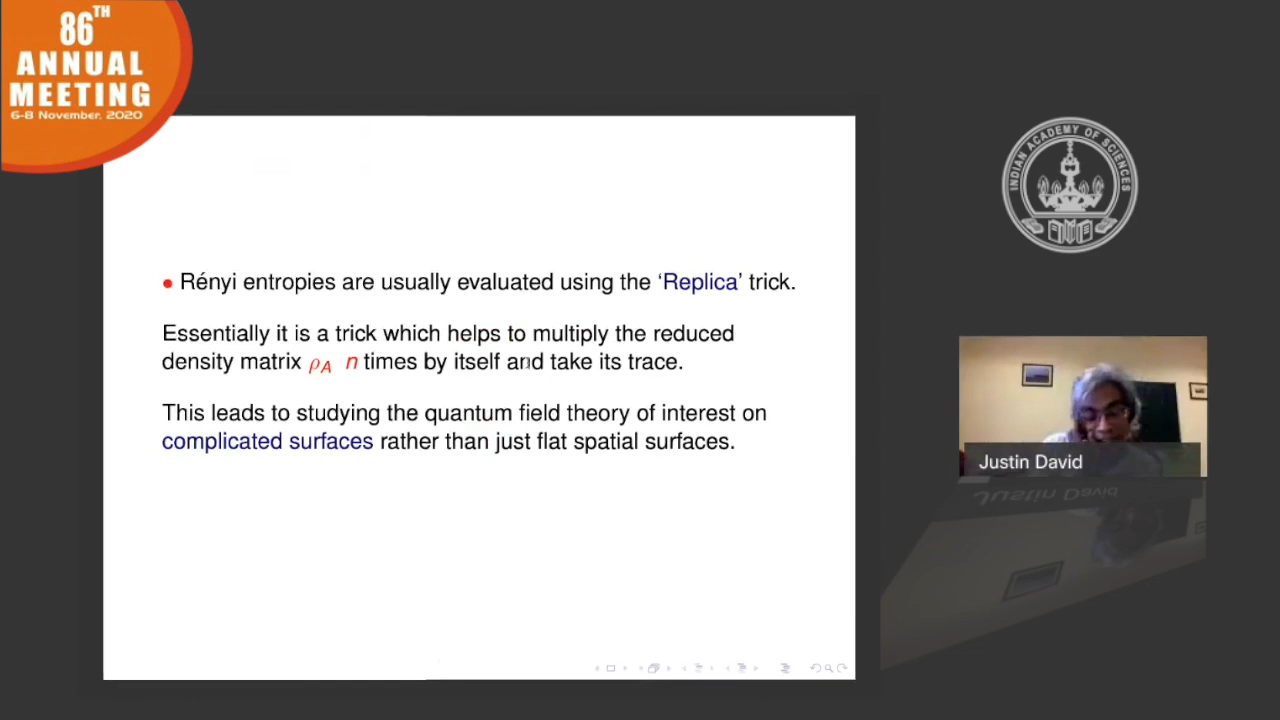 86TH
ANNUAL
MEETING
6-8 November, 2020
INDIAN ACADEMY OF SCIENCES
• Rényi entropies are usually evaluated using the ‘Replica’ trick.
Essentially it is a trick which helps to multiply the reduced
density matrix ρA n times by itself and take its trace.
This leads to studying the quantum field theory of interest on
complicated surfaces rather than just flat spatial surfaces.
Justin David
Justin David